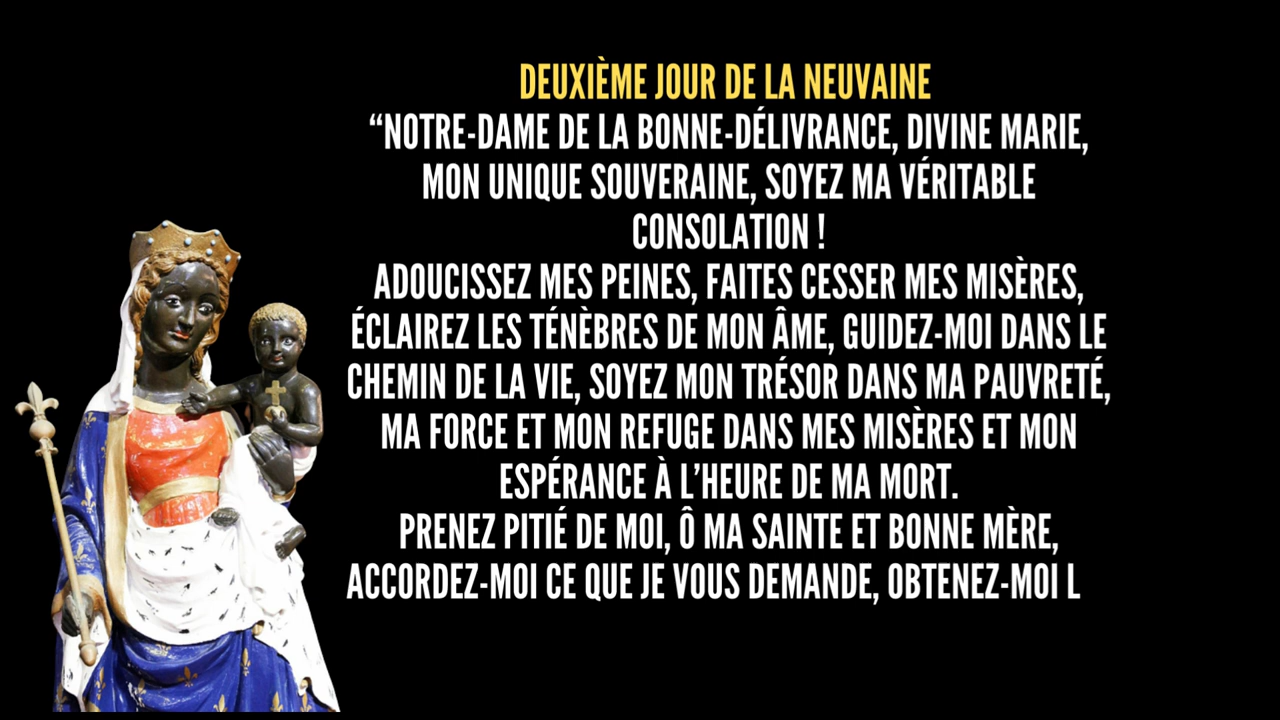 DEUXIÈME JOUR DE LA NEUVAINE
“NOTRE-DAME DE LA BONNE-DÉLIVRANCE, DIVINE MARIE,
MON UNIQUE SOUVERAINE, SOYEZ MA VÉRITABLE
CONSOLATION !
ADOUCISSEZ MES PEINES, FAITES CESSER MES MISÈRES,
ÉCLAIREZ LES TÉNÈBRES DE MON ÂME, GUIDEZ-MOI DANS LE
CHEMIN DE LA VIE, SOYEZ MON TRÉSOR DANS MA PAUVRETÉ,
MA FORCE ET MON REFUGE DANS MES MISÈRES ET MON
ESPÉRANCE À L’HEURE DE MA MORT.
PRENEZ PITIÉ DE MOI, Ô MA SAINTE ET BONNE MÈRE,
ACCORDEZ-MOI CE QUE JE VOUS DEMANDE, OBTENEZ-MOI L